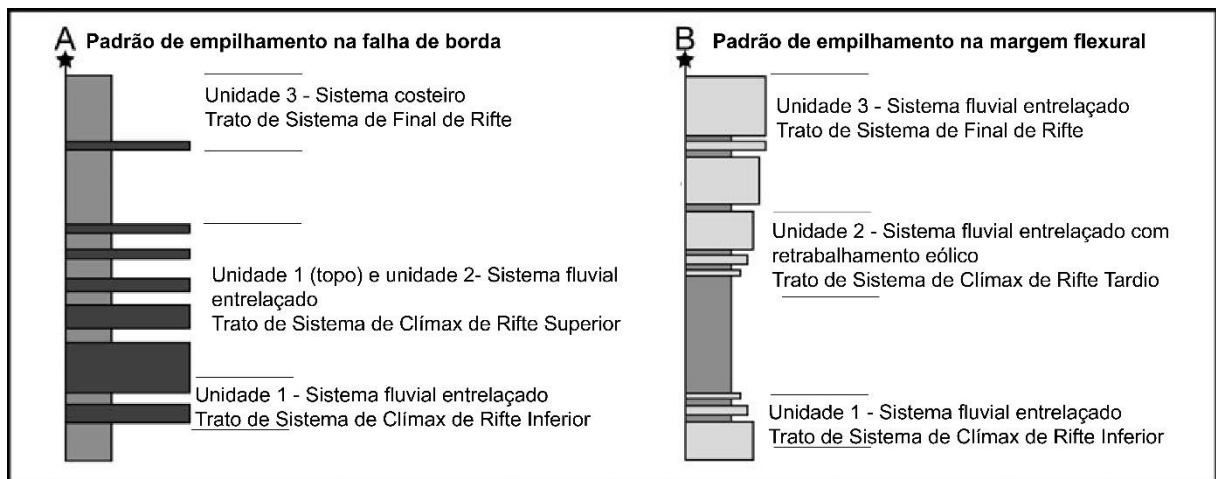 A Padrão de empilhamento na falha de borda
Unidade 3 - Sistema costeiro
Trato de Sistema de Final de Rifte
Unidade 1 (topo) e unidade 2- Sistema fluvial
entrelaçado
Trato de Sistema de Clímax de Rifte Superior
Unidade 1 - Sistema fluvial entrelaçado
Trato de Sistema de Clímax de Rifte Inferior
B Padrão de empilhamento na margem flexural
Unidade 3 - Sistema fluvial entrelaçado
Trato de Sistema de Final de Rifte
Unidade 2 - Sistema fluvial entrelaçado com
retrabalhamento eólico
Trato de Sistema de Clímax de Rifte Tardio
Unidade 1 - Sistema fluvial entrelaçado
Trato de Sistema de Clímax de Rifte Inferior